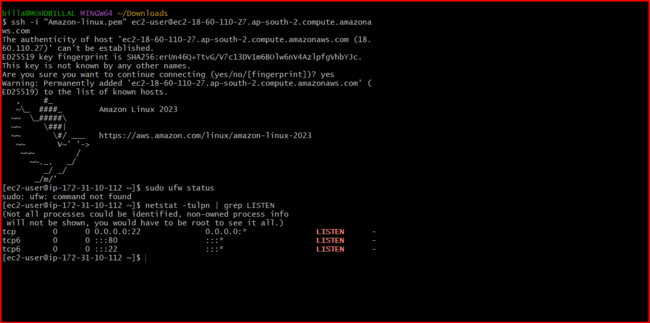 billa@MOHDBILLAL MINGW64 ~/Downloads
$ ssh -i "Amazon-linux.pem" ec2-user@ec2-18-60-110-27.ap-south-2.compute.amazona
ws.com
The authenticity of host 'ec2-18-60-110-27.ap-south-2.compute.amazonaws.com (18.
60.110.27)' can't be established.
ED25519 key fingerprint is SHA256:erUn46Q+TtvG/V7c13DV1m6BOlw6nV4AzlpfgVhbYJc.
This key is not known by any other names.
Are you sure you want to continue connecting (yes/no/[fingerprint])? yes
Warning: Permanently added 'ec2-18-60-110-27.ap-south-2.compute.amazonaws.com' (
ED25519) to the list of known hosts.
   ,     #_
   ~\_  ####_        Amazon Linux 2023
  ~~  \_#####\
  ~~     \###|
  ~~       \#/ ___   https://aws.amazon.com/linux/amazon-linux-2023
   ~~       V~' '->
    ~~~         /
      ~~._.   _/
         _/ _/
       _/m/'
[ec2-user@ip-172-31-10-112 ~]$ sudo ufw status
sudo: ufw: command not found
[ec2-user@ip-172-31-10-112 ~]$ netstat -tulpn | grep LISTEN
(Not all processes could be identified, non-owned process info
 will not be shown, you would have to be root to see it all.)
tcp        0      0 0.0.0.0:22              0.0.0.0:*               LISTEN      -
tcp6       0      0 :::80                   :::*                    LISTEN      -
tcp6       0      0 :::22                   :::*                    LISTEN      -
[ec2-user@ip-172-31-10-112 ~]$